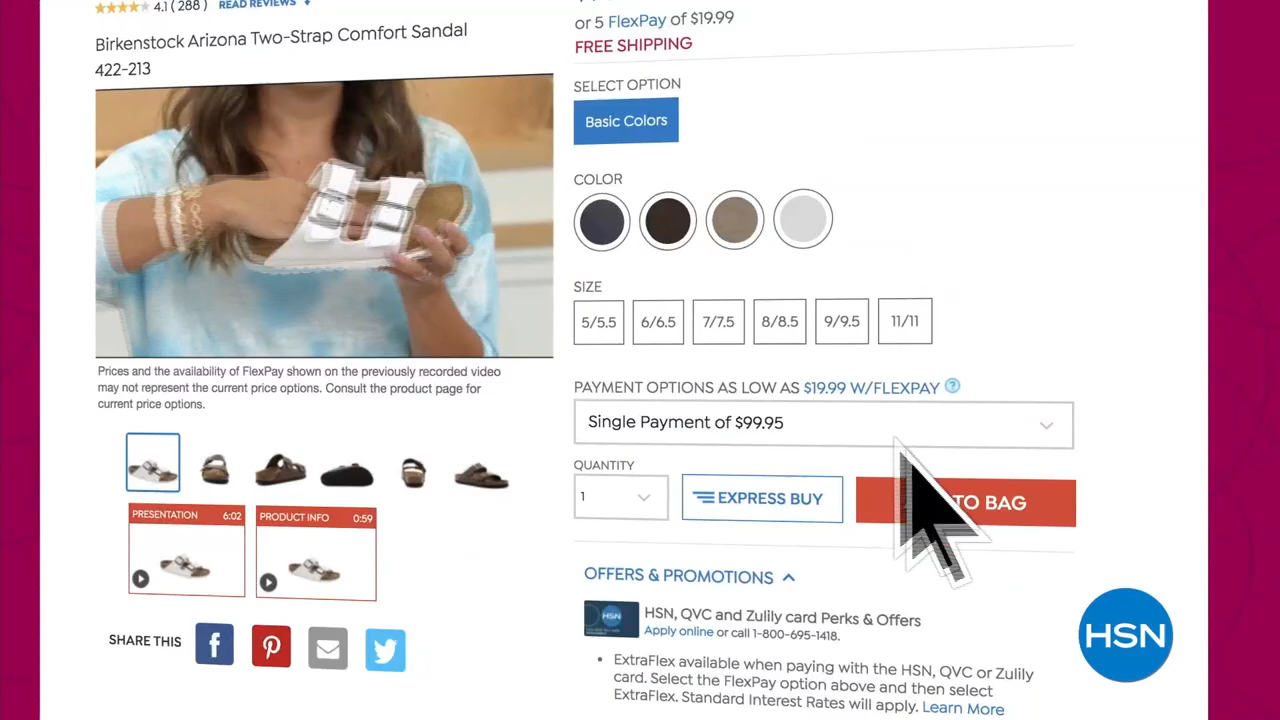 4.1 ( 288 ) READ REVIEWS
Birkenstock Arizona Two-Strap Comfort Sandal
422-213
Prices and the availability of FlexPay shown on the previously recorded video
may not represent the current price options. Consult the product page for
current price options.
PRESENTATION 6:02
PRODUCT INFO 0:59
SHARE THIS
or 5 FlexPay of $19.99
FREE SHIPPING
SELECT OPTION
Basic Colors
COLOR
SIZE
5/5.5 6/6.5 7/7.5 8/8.5 9/9.5 11/11
PAYMENT OPTIONS AS LOW AS $19.99 W/FLEXPAY ?
Single Payment of $99.95
QUANTITY
1
EXPRESS BUY
TO BAG
OFFERS & PROMOTIONS
HSN
HSN, QVC and Zulily card Perks & Offers
Apply online or call 1-800-695-1418.
• ExtraFlex available when paying with the HSN, QVC or Zulily
card. Select the FlexPay option above and then select
ExtraFlex. Standard Interest Rates will apply. Learn More
HSN